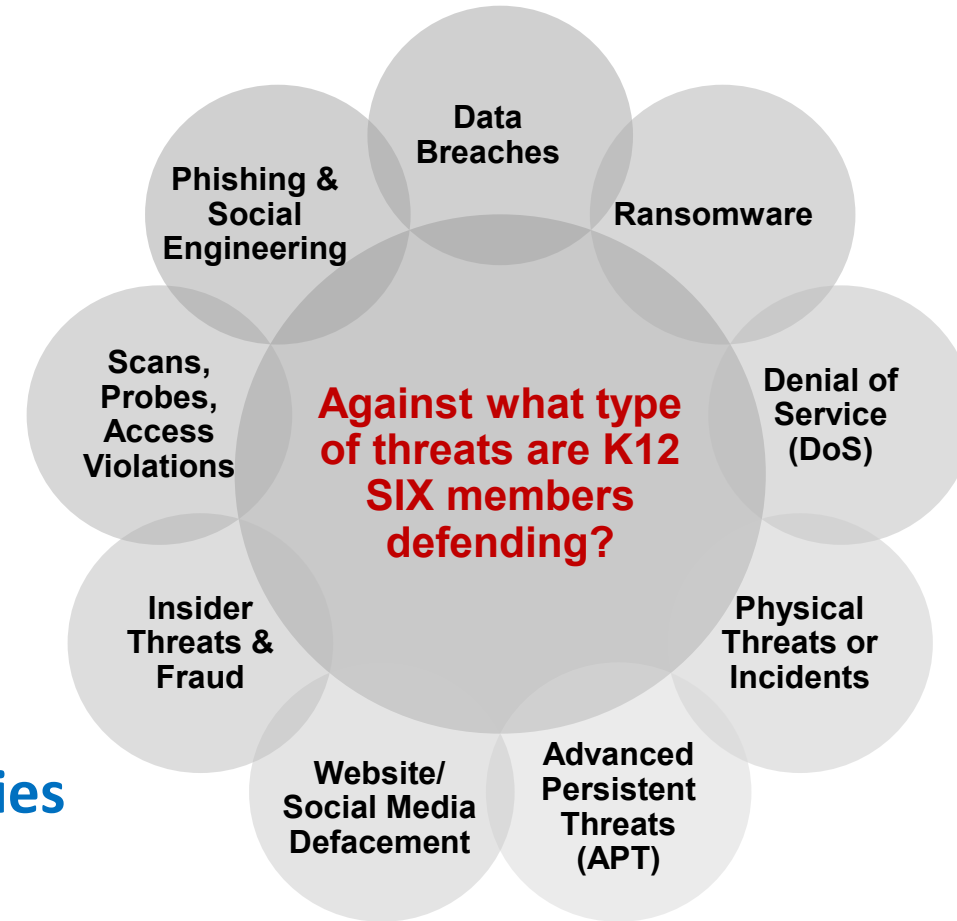 Data
Breaches
Ransomware
Denial of
Service
(DoS)
Physical
Threats or
Incidents
Advanced
Persistent
Threats
(APT)
Website/
Social Media
Defacement
Insider
Threats &
Fraud
Scans,
Probes,
Access
Violations
Phishing &
Social
Engineering
Against what type
of threats are K12
SIX members
defending?